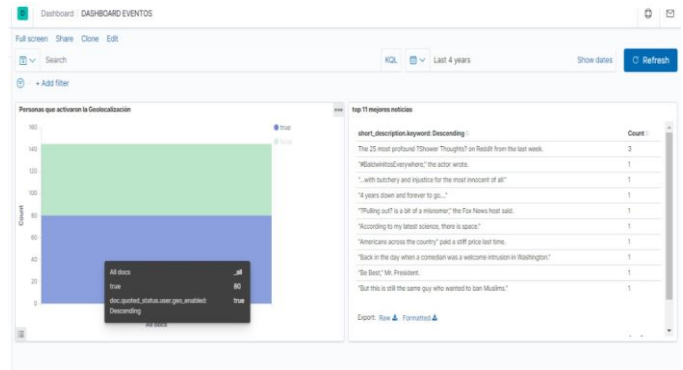 D Dashboard DASHBOARD EVENTOS
Full screen Share Clone Edit
Search KQL Last 4 years Show dates Refresh
+ Add filter
Personas que activaron la Geolocalización
160
140
120
100
80
60
40
20
0
Count
true
false
All docs _all
true 80
doc.quoted_status.user.geo_enabled: true
Descending
All docs
top 11 mejores noticias
short_description.keyword: Descending Count
The 25 most profound ?Shower Thoughts? on Reddit from the last week. 3
"#BaldwinitosEverywhere," the actor wrote. 1
"...with butchery and injustice for the most innocent of all." 1
"4 years down and forever to go..." 1
"?Pulling out? is a bit of a misnomer," the Fox News host said. 1
"According to my latest science, there is space." 1
"Americans across the country" paid a stiff price last time. 1
"Back in the day when a comedian was a welcome intrusion in Washington." 1
"Be Best," Mr. President. 1
"But this is still the same guy who wanted to ban Muslims." 1
Export: Raw Formatted